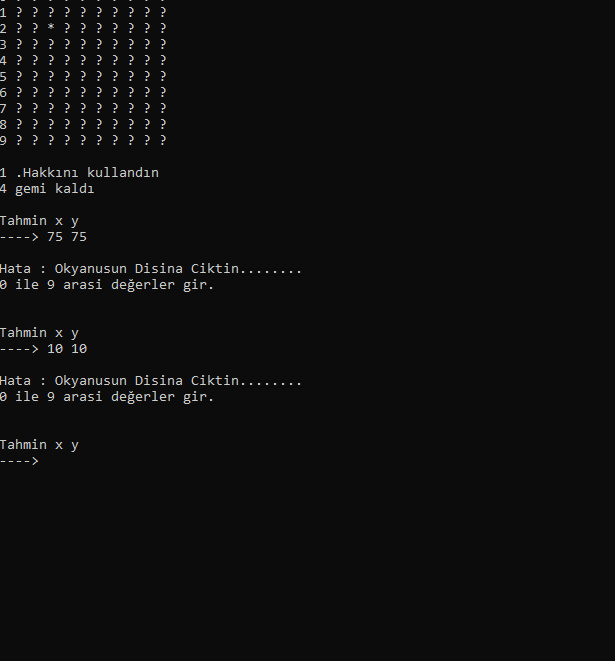 1 ? ? ? ? ? ? ? ? ? ?
2 ? ? * ? ? ? ? ? ? ?
3 ? ? ? ? ? ? ? ? ? ?
4 ? ? ? ? ? ? ? ? ? ?
5 ? ? ? ? ? ? ? ? ? ?
6 ? ? ? ? ? ? ? ? ? ?
7 ? ? ? ? ? ? ? ? ? ?
8 ? ? ? ? ? ? ? ? ? ?
9 ? ? ? ? ? ? ? ? ? ?
1 .Hakkını kullandın
4 gemi kaldı
Tahmin x y
----> 75 75
Hata : Okyanusun Disina Ciktin........
0 ile 9 arasi değerler gir.
Tahmin x y
----> 10 10
Hata : Okyanusun Disina Ciktin........
0 ile 9 arasi değerler gir.
Tahmin x y
---->